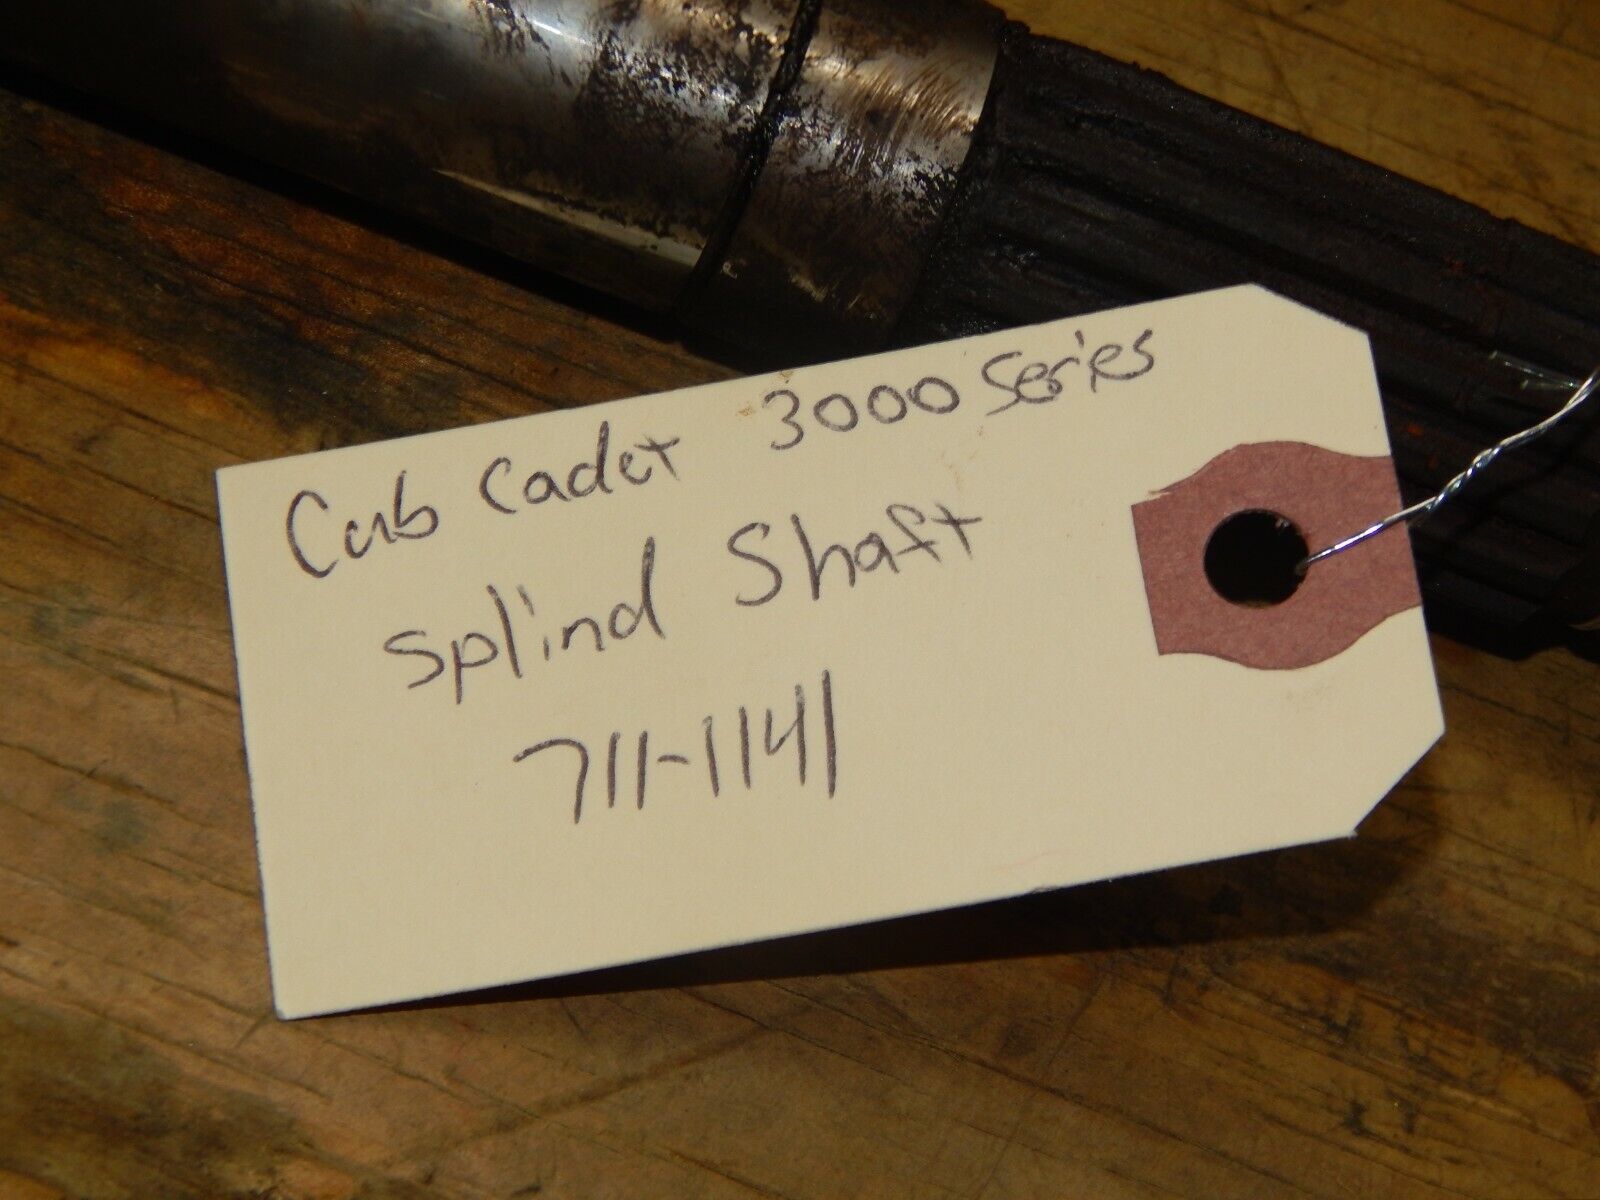 Cub Cadet 3000 Series
Splind Shaft
711-1141